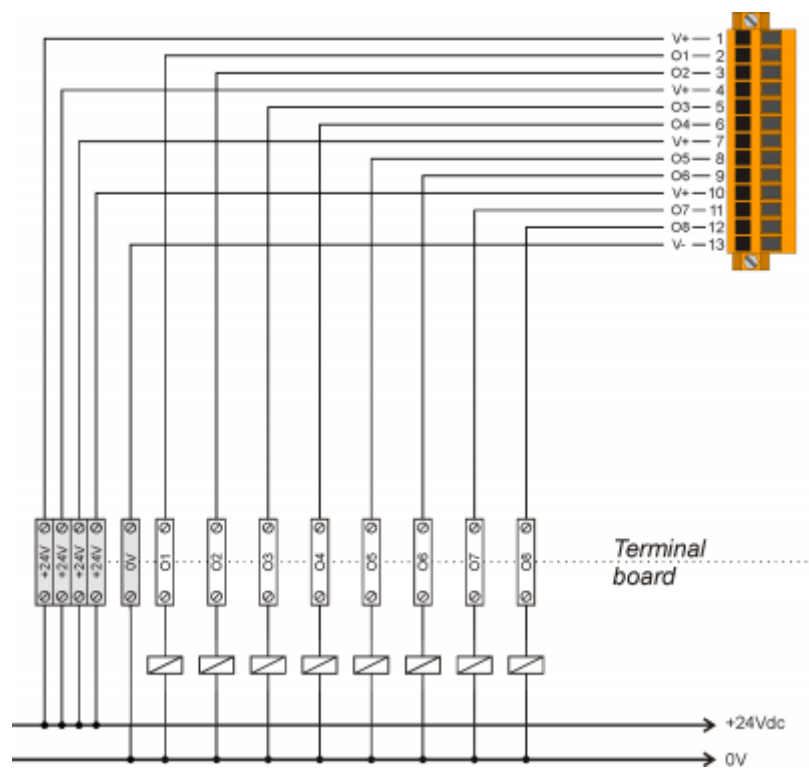 V+ 1
O1 2
O2 3
V+ 4
O3 5
O4 6
V+ 7
O5 8
O6 9
V+ 10
O7 11
O8 12
V- 13
+24V
+24V
+24V
+24V
0V
O1
O2
O3
O4
O5
O6
O7
O8
Terminal
board
+24Vdc
0V